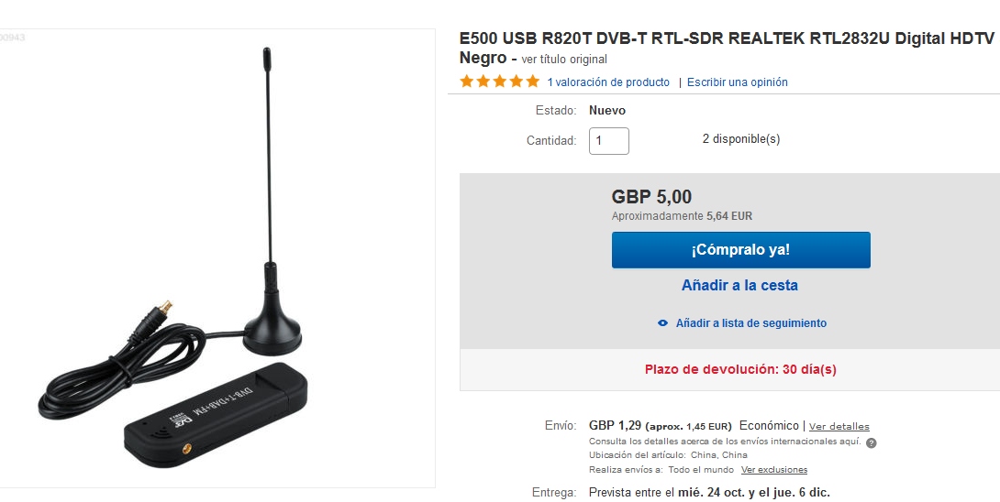 00943
E500 USB R820T DVB-T RTL-SDR REALTEK RTL2832U Digital HDTV
Negro - ver título original
1 valoración de producto | Escribir una opinión
Estado: Nuevo
Cantidad: 1 2 disponible(s)
GBP 5,00
Aproximadamente 5,64 EUR
¡Cómpralo ya!
Añadir a la cesta
Añadir a lista de seguimiento
Plazo de devolución: 30 día(s)
Envío: GBP 1,29 (aprox. 1,45 EUR) Económico | Ver detalles
Consulta los detalles acerca de los envíos internacionales aquí. ?
Ubicación del artículo: China, China
Realiza envíos a: Todo el mundo Ver exclusiones
Entrega: Prevista entre el mié. 24 oct. y el jue. 6 dic.
DVB-T+DAB+FM